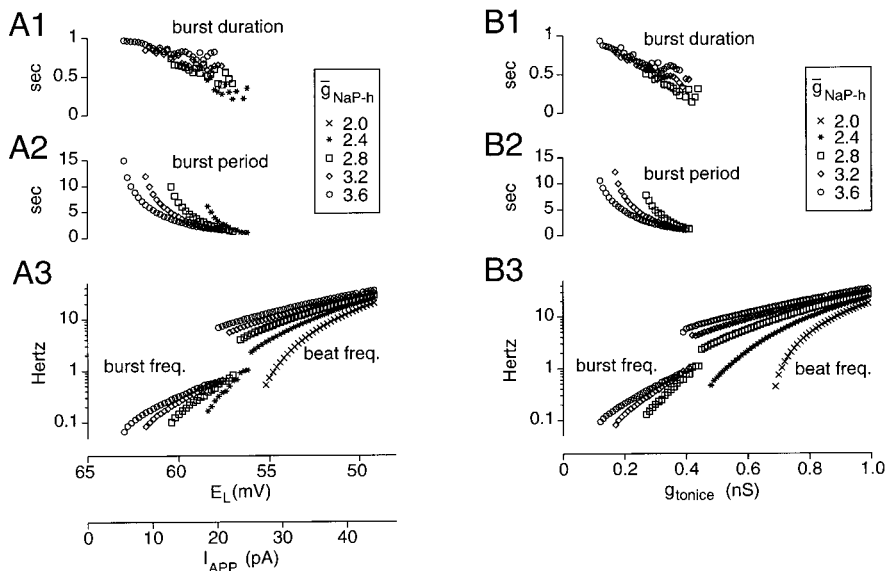 A1
burst duration
1
0.5
0
sec
g̅ NaP-h
× 2.0
* 2.4
□ 2.8
◇ 3.2
○ 3.6
A2
burst period
15
10
5
0
sec
A3
10
1
0.1
Hertz
burst freq.
beat freq.
65 60 55 50
E_L (mV)
0 10 20 30 40
I_APP (pA)
B1
burst duration
1
0.5
0
sec
g̅ NaP-h
× 2.0
* 2.4
□ 2.8
◇ 3.2
○ 3.6
B2
burst period
15
10
5
0
sec
B3
10
1
0.1
Hertz
burst freq.
beat freq.
0 0.2 0.4 0.6 0.8 1.0
g_tonice (nS)